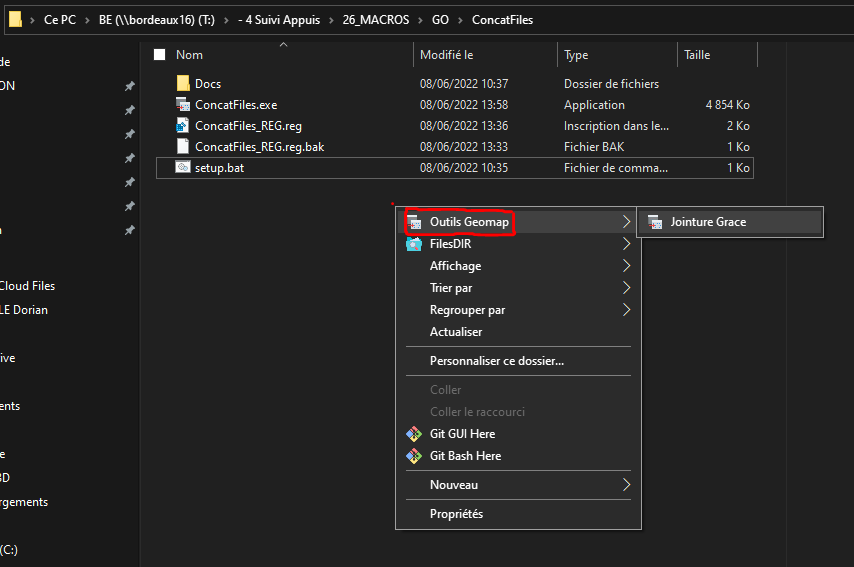 Ce PC > BE (\\bordeaux16) (T:) > - 4 Suivi Appuis > 26_MACROS > GO > ConcatFiles
Nom Modifié le Type Taille
de
ON
Docs 08/06/2022 10:37 Dossier de fichiers
ConcatFiles.exe 08/06/2022 13:58 Application 4 854 Ko
ConcatFiles_REG.reg 08/06/2022 13:36 Inscription dans le... 2 Ko
ConcatFiles_REG.reg.bak 08/06/2022 13:33 Fichier BAK 1 Ko
setup.bat 08/06/2022 10:35 Fichier de comma... 1 Ko
Outils Geomap
Jointure Grace
FilesDIR
Affichage
Trier par
Regrouper par
Actualiser
Personnaliser ce dossier...
Coller
Coller le raccourci
Git GUI Here
Git Bash Here
Nouveau
Propriétés
Cloud Files
LE Dorian
ive
ents
e
3D
rgements
(C:)